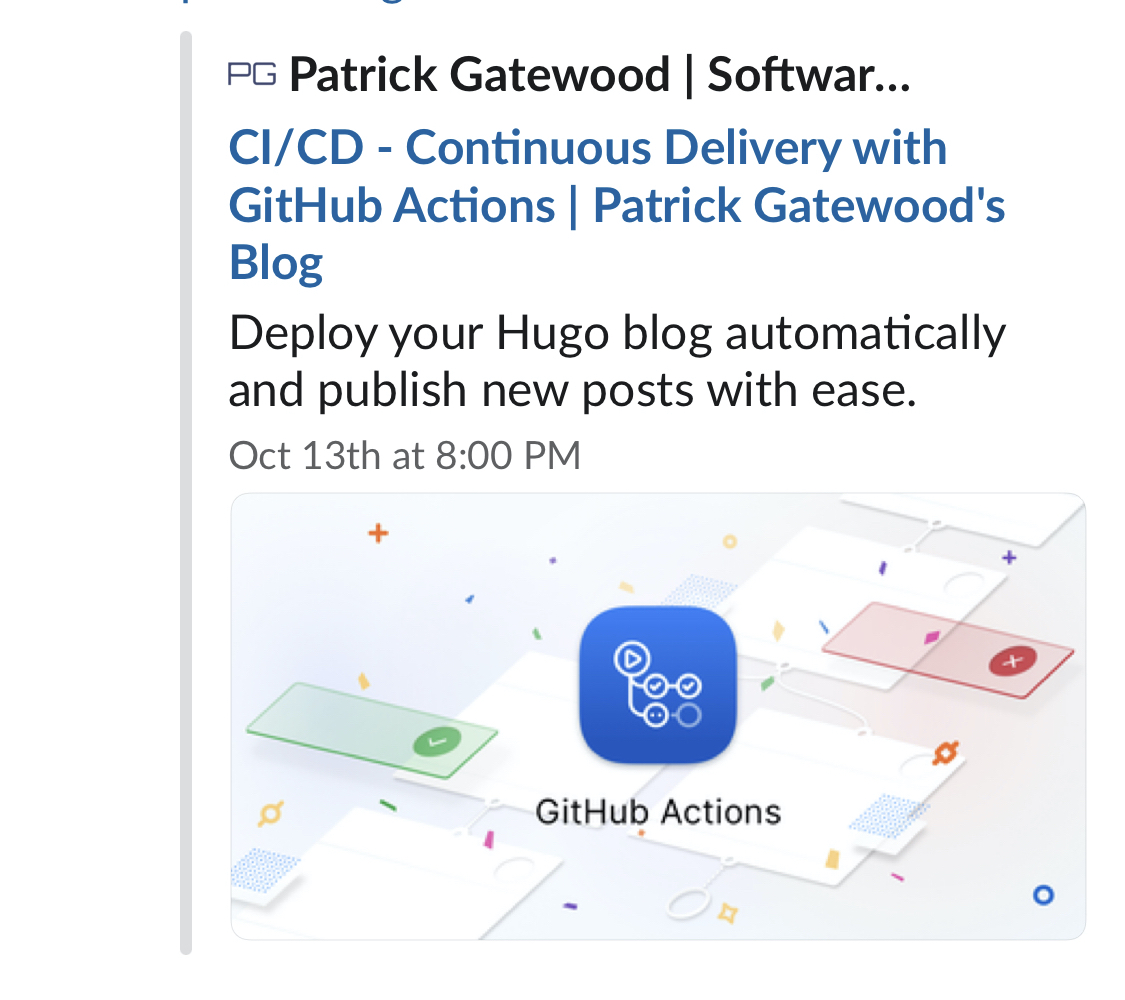 PG Patrick Gatewood | Softwar...
CI/CD - Continuous Delivery with
GitHub Actions | Patrick Gatewood's
Blog
Deploy your Hugo blog automatically
and publish new posts with ease.
Oct 13th at 8:00 PM
GitHub Actions